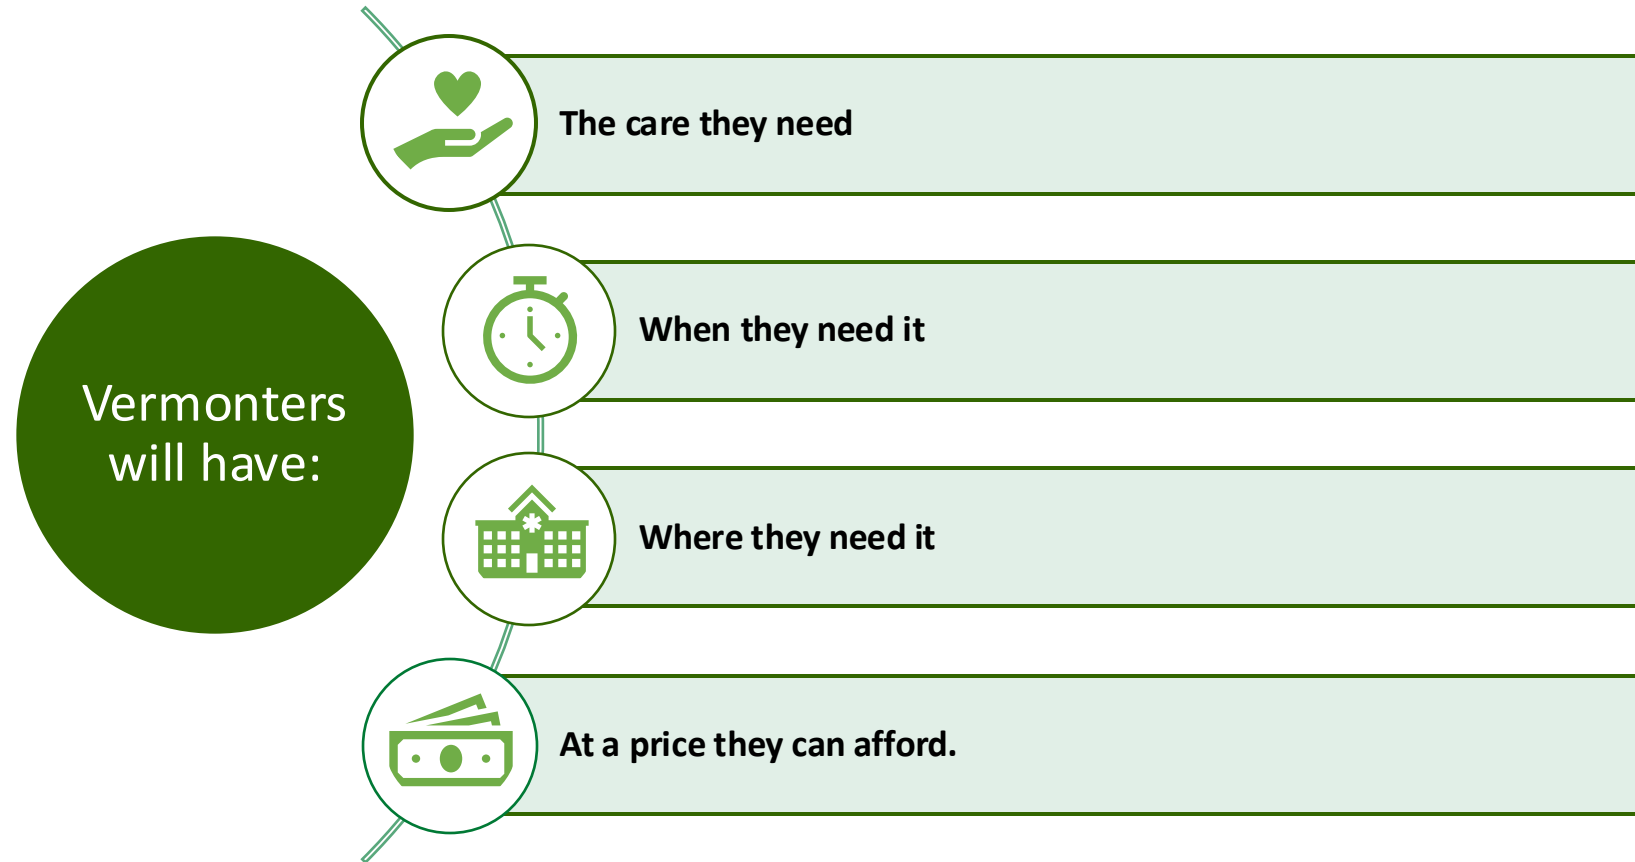 Vermonters
will have:
The care they need
When they need it
Where they need it
At a price they can afford.